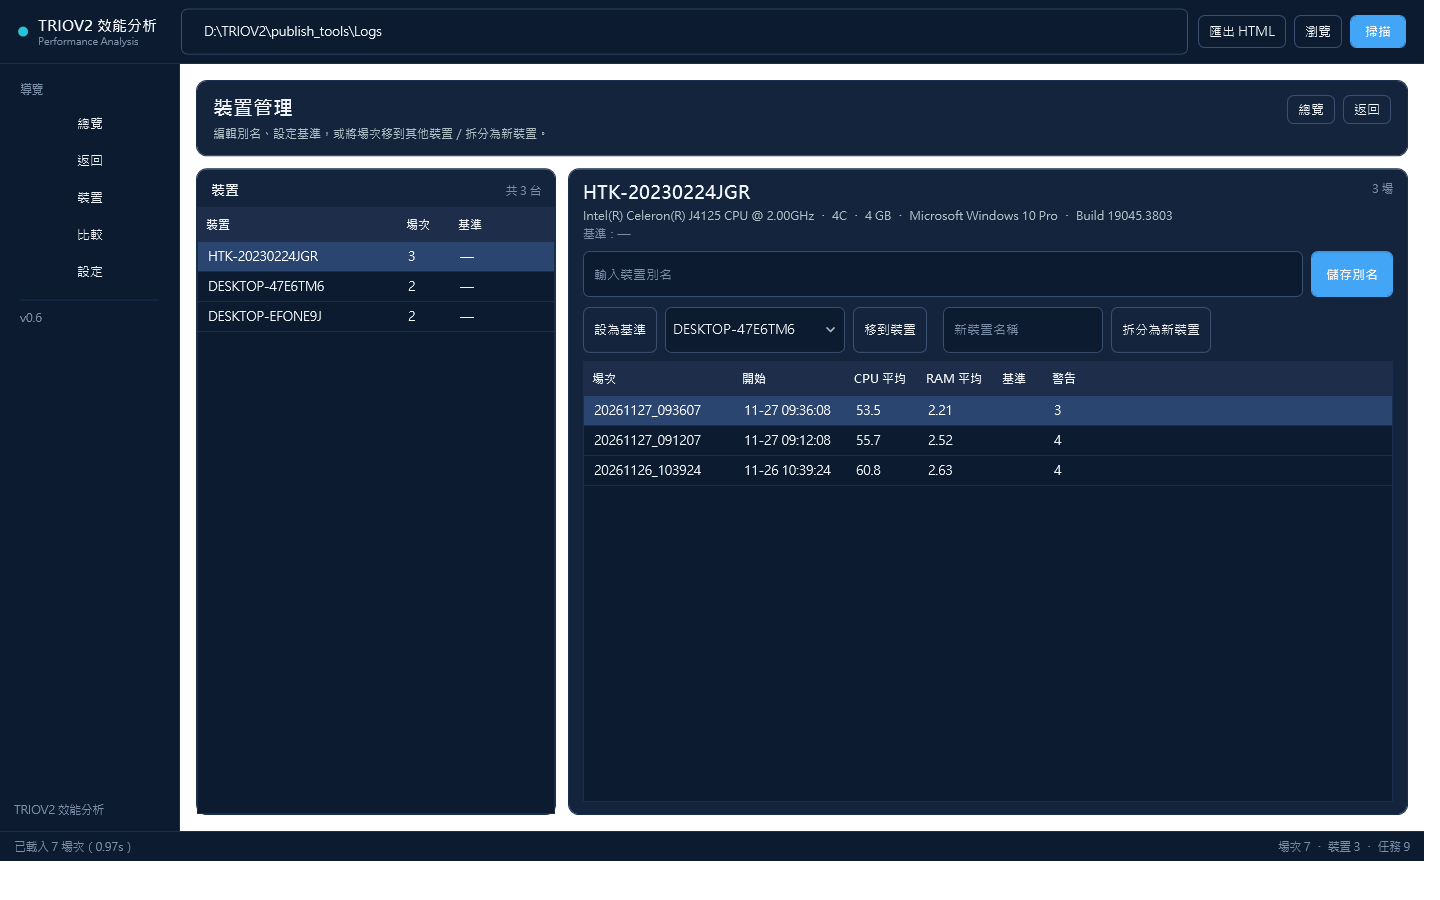 TRIOV2 效能分析
Performance Analysis
D:\TRIOV2\publish_tools\Logs
匯出 HTML
瀏覽
掃描
導覽
總覽
返回
裝置
比較
設定
v0.6
TRIOV2 效能分析
裝置管理
編輯別名、設定基準，或將場次移到其他裝置 / 拆分為新裝置。
總覽
返回
裝置
共 3 台
裝置 場次 基準
HTK-20230224JGR 3 —
DESKTOP-47E6TM6 2 —
DESKTOP-EFONE9J 2 —
HTK-20230224JGR
3 場
Intel(R) Celeron(R) J4125 CPU @ 2.00GHz · 4C · 4 GB · Microsoft Windows 10 Pro · Build 19045.3803
基準：—
輸入裝置別名
儲存別名
設為基準
DESKTOP-47E6TM6
移到裝置
新裝置名稱
拆分為新裝置
場次 開始 CPU 平均 RAM 平均 基準 警告
20261127_093607 11-27 09:36:08 53.5 2.21 3
20261127_091207 11-27 09:12:08 55.7 2.52 4
20261126_103924 11-26 10:39:24 60.8 2.63 4
已載入 7 場次（0.97s）
場次 7 · 裝置 3 · 任務 9